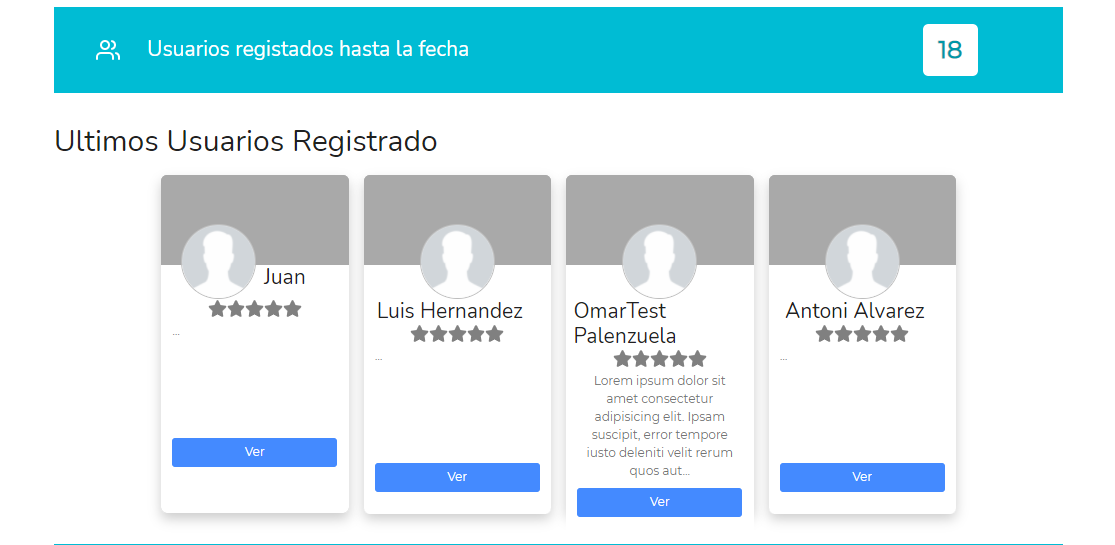 Usuarios registados hasta la fecha
18
Ultimos Usuarios Registrado
Juan
...
Ver
Luis Hernandez
...
Ver
OmarTest
Palenzuela
Lorem ipsum dolor sit
amet consectetur
adipisicing elit. Ipsam
suscipit, error tempore
iusto deleniti velit rerum
quos aut...
Ver
Antoni Alvarez
...
Ver